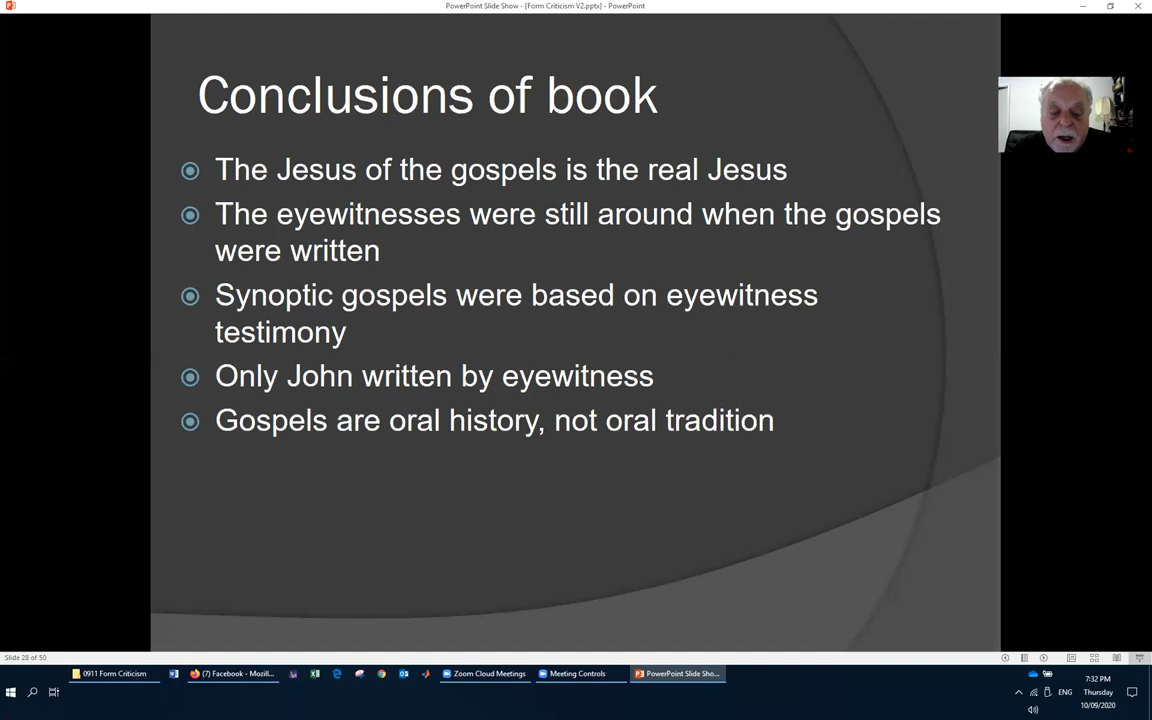 PowerPoint Slide Show - [Form Criticism V2.pptx] - PowerPoint
Conclusions of book
The Jesus of the gospels is the real Jesus
The eyewitnesses were still around when the gospels
were written
Synoptic gospels were based on eyewitness
testimony
Only John written by eyewitness
Gospels are oral history, not oral tradition
Slide 28 of 50
0911 Form Criticism
(7) Facebook - Mozill...
Zoom Cloud Meetings
Meeting Controls
PowerPoint Slide Sho...
ENG
7:32 PM
Thursday
10/09/2020